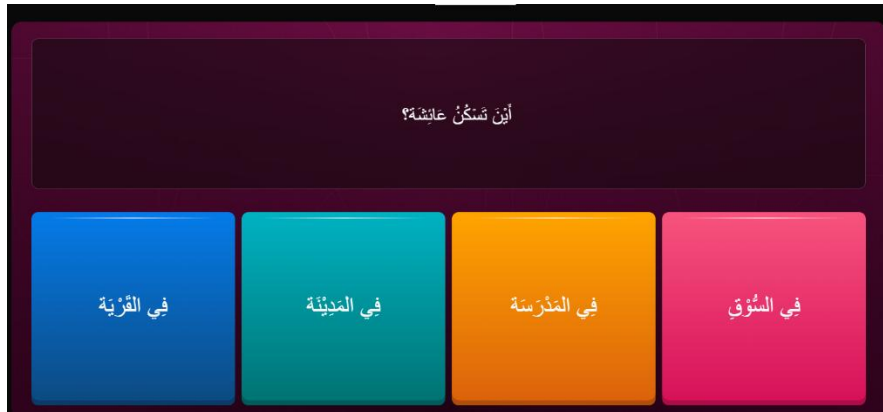 أَيْنَ تَسْكُنُ عَائِشَة؟
فِي السُّوْقِ
فِي المَدْرَسَة
فِي المَدِيْنَة
فِي القَرْيَة